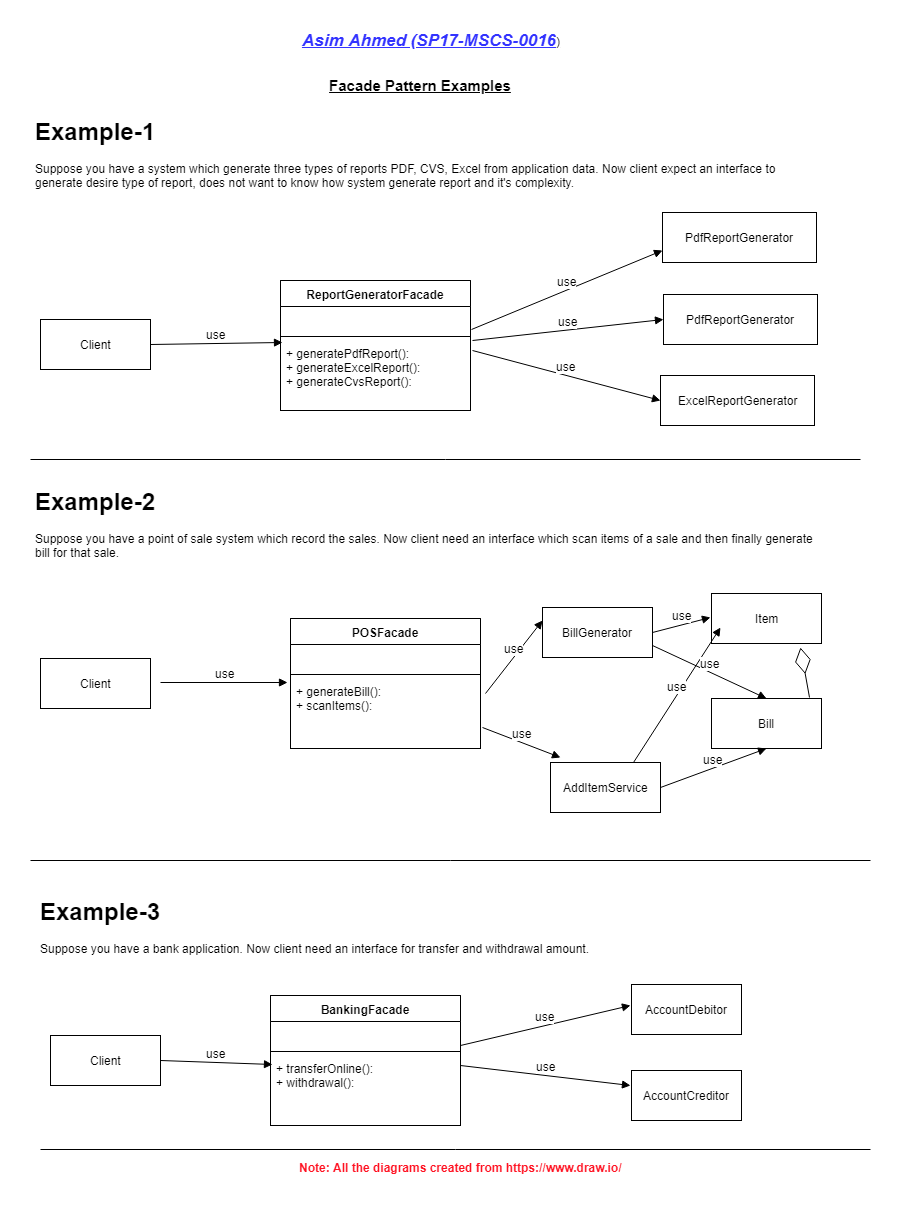 Asim Ahmed (SP17-MSCS-0016)
Facade Pattern Examples
Example-1
Suppose you have a system which generate three types of reports PDF, CVS, Excel from application data. Now client expect an interface to
generate desire type of report, does not want to know how system generate report and it's complexity.
PdfReportGenerator
use
ReportGeneratorFacade
use
PdfReportGenerator
Client
use
+ generatePdfReport():
+ generateExcelReport():
+ generateCvsReport():
use
ExcelReportGenerator
Example-2
Suppose you have a point of sale system which record the sales. Now client need an interface which scan items of a sale and then finally generate
bill for that sale.
use
Item
POSFacade
BillGenerator
use
use
Client
use
+ generateBill():
+ scanItems():
use
Bill
use
use
AddItemService
Example-3
Suppose you have a bank application. Now client need an interface for transfer and withdrawal amount.
BankingFacade
use
AccountDebitor
Client
use
+ transferOnline():
+ withdrawal():
use
AccountCreditor
Note: All the diagrams created from https://www.draw.io/